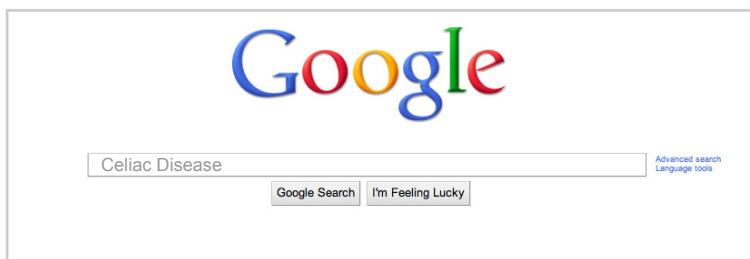 Google
Celiac Disease
Advanced search
Language tools
Google Search
I'm Feeling Lucky